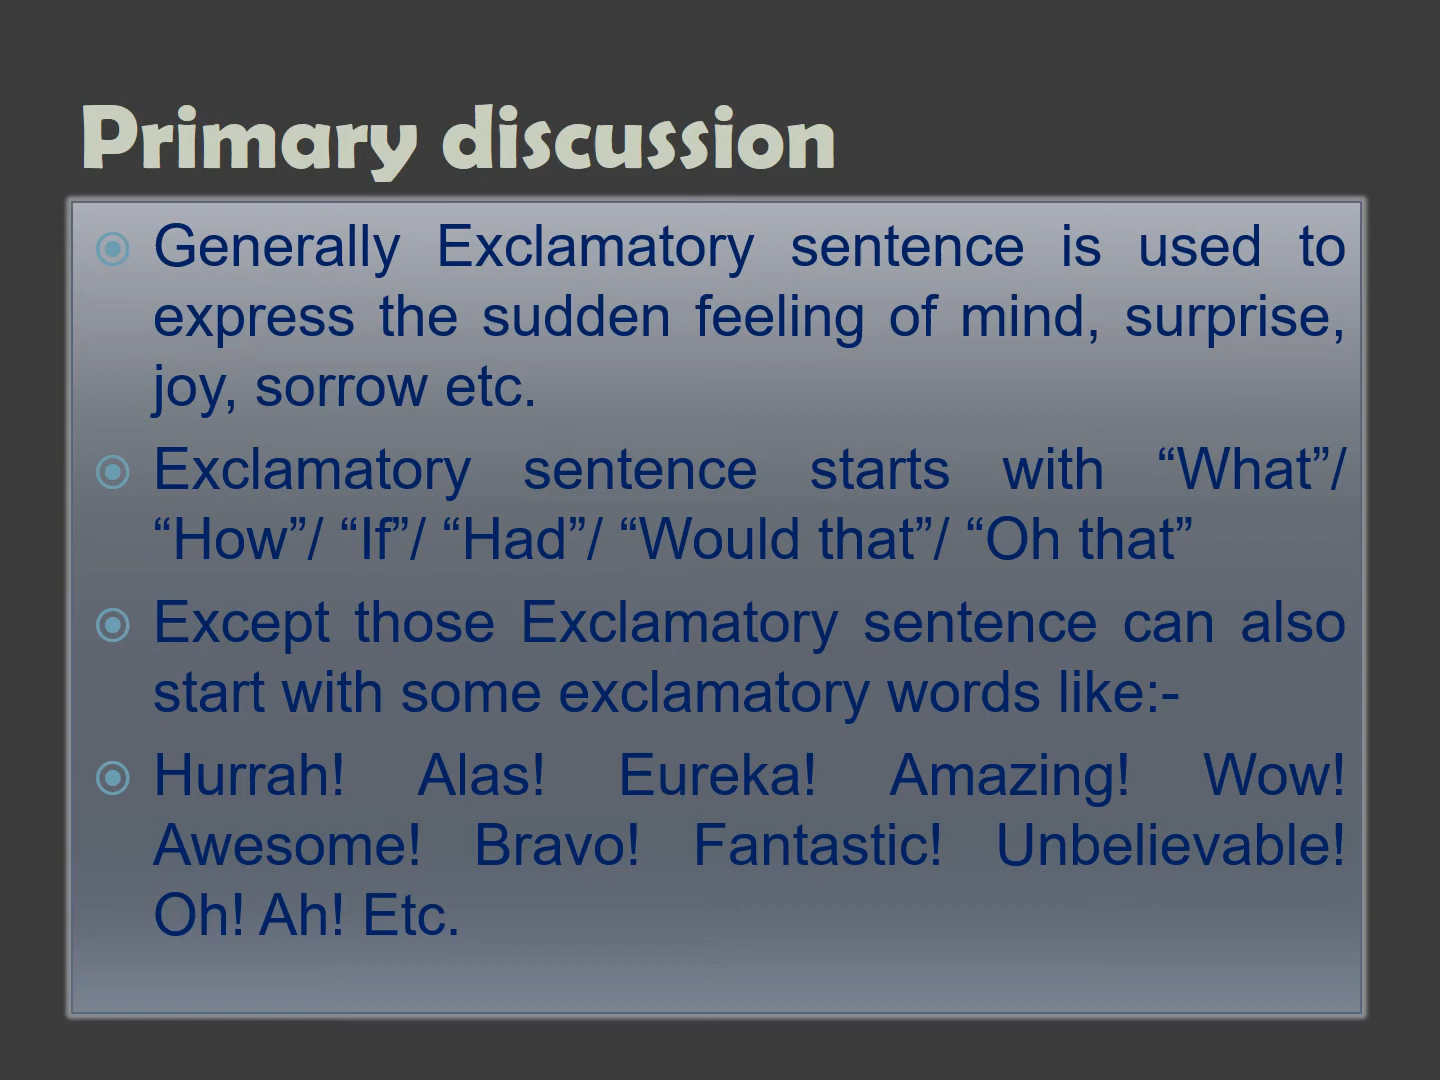 Primary discussion
Generally Exclamatory sentence is used to
express the sudden feeling of mind, surprise,
joy, sorrow etc.
Exclamatory sentence starts with “What”/
“How”/ “If”/ “Had”/ “Would that”/ “Oh that”
Except those Exclamatory sentence can also
start with some exclamatory words like:-
Hurrah! Alas! Eureka! Amazing! Wow!
Awesome! Bravo! Fantastic! Unbelievable!
Oh! Ah! Etc.